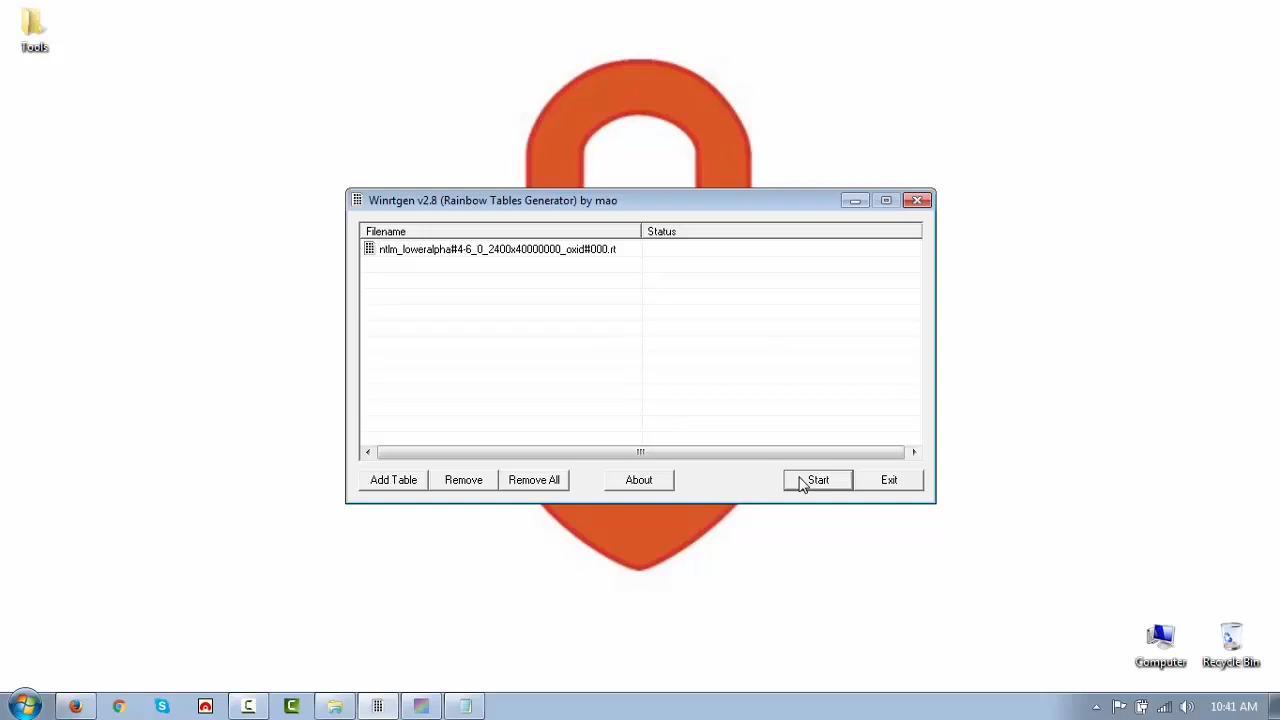 Tools
Winrtgen v2.8 (Rainbow Tables Generator) by mao
Filename Status
ntlm_loweralpha#4-6_0_2400x40000000_oxid#000.rt
Add Table Remove Remove All About Start Exit
Computer Recycle Bin
10:41 AM